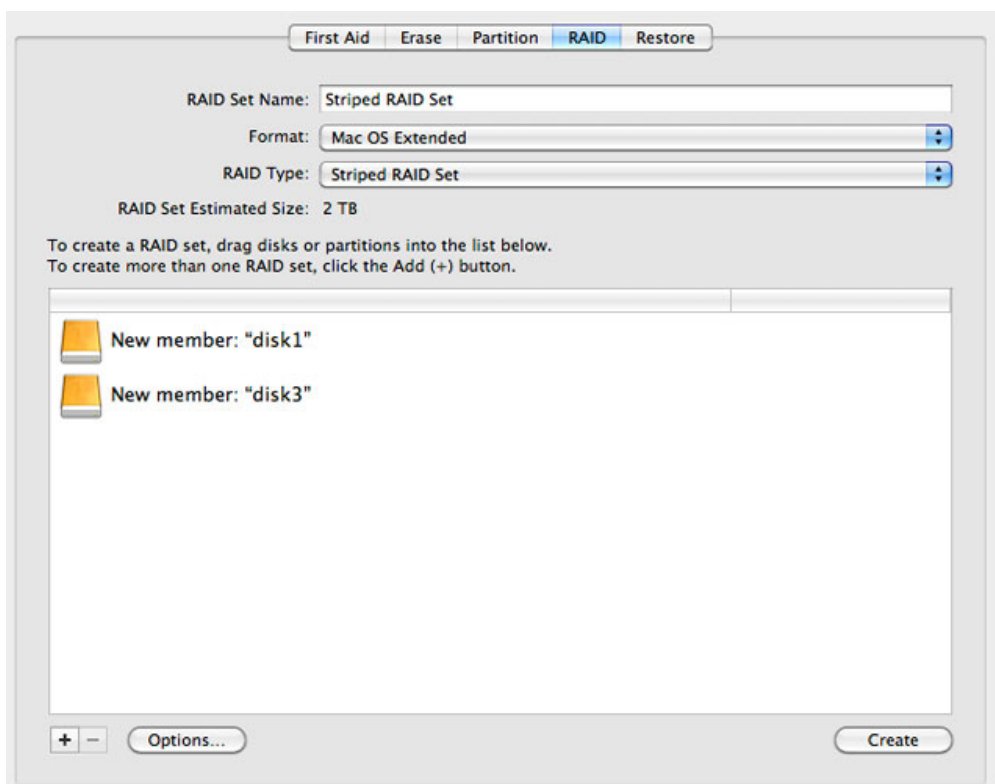 First Aid Erase Partition RAID Restore
RAID Set Name: Striped RAID Set
Format: Mac OS Extended
RAID Type: Striped RAID Set
RAID Set Estimated Size: 2 TB
To create a RAID set, drag disks or partitions into the list below.
To create more than one RAID set, click the Add (+) button.
New member: “disk1”
New member: “disk3”
+ − Options... Create